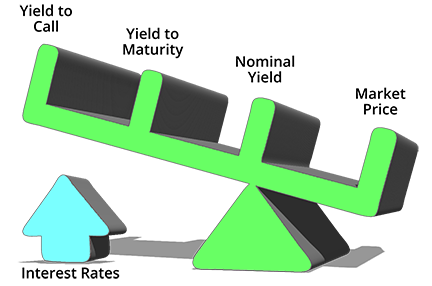 Yield to
Call
Yield to
Maturity
Nominal
Yield
Market
Price
Interest Rates